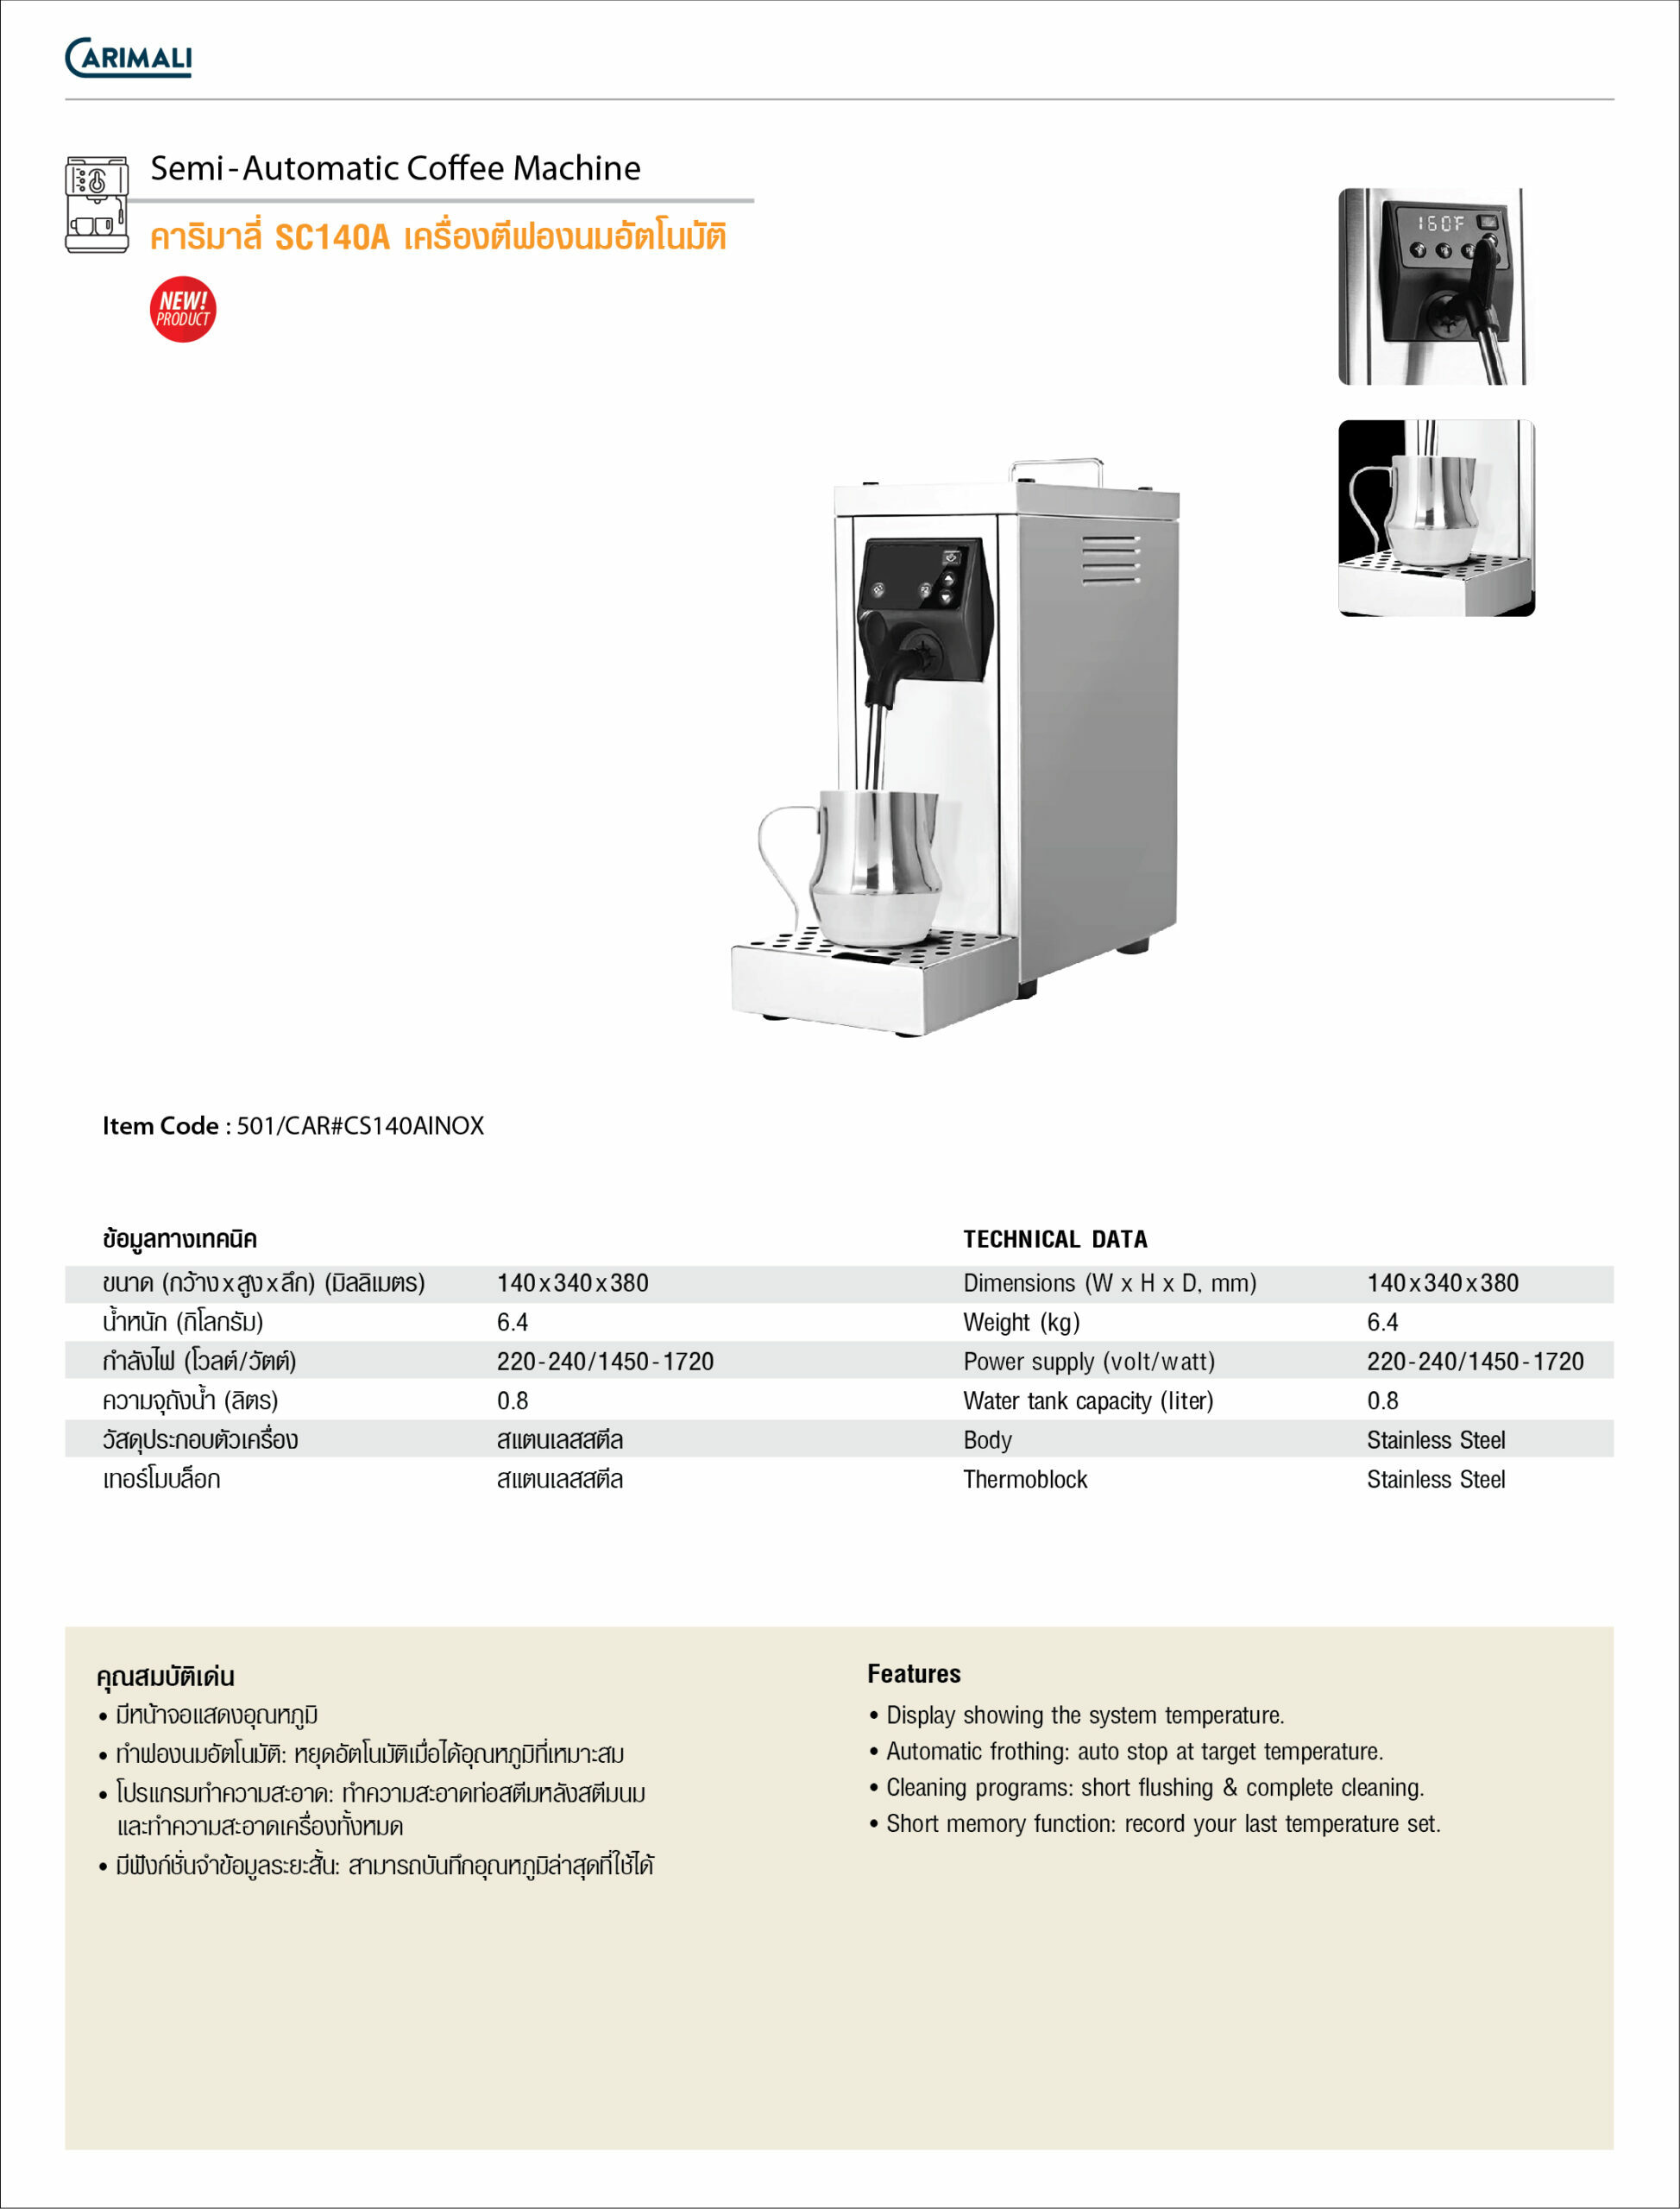 CARIMALI
Semi-Automatic Coffee Machine
คาริมาลี่ SC140A เครื่องตีฟองนมอัตโนมัติ
NEW!
PRODUCT
160F
Item Code : 501/CAR#CS140AINOX
ข้อมูลทางเทคนิค
ขนาด (กว้าง x สูง x ลึก) (มิลลิเมตร) 140 x 340 x 380
น้ำหนัก (กิโลกรัม) 6.4
กำลังไฟ (โวลต์/วัตต์) 220-240/1450-1720
ความจุถังน้ำ (ลิตร) 0.8
วัสดุประกอบตัวเครื่อง สแตนเลสสตีล
เทอร์โมบล็อก สแตนเลสสตีล
TECHNICAL DATA
Dimensions (W x H x D, mm) 140 x 340 x 380
Weight (kg) 6.4
Power supply (volt/watt) 220-240/1450-1720
Water tank capacity (liter) 0.8
Body Stainless Steel
Thermoblock Stainless Steel
คุณสมบัติเด่น
• มีหน้าจอแสดงอุณหภูมิ
• ทำฟองนมอัตโนมัติ: หยุดอัตโนมัติเมื่อได้อุณหภูมิที่เหมาะสม
• โปรแกรมทำความสะอาด: ทำความสะอาดท่อสตีมหลังสตีมนม
และทำความสะอาดเครื่องทั้งหมด
• มีฟังก์ชั่นจำข้อมูลระยะสั้น: สามารถบันทึกอุณหภูมิล่าสุดที่ใช้ได้
Features
• Display showing the system temperature.
• Automatic frothing: auto stop at target temperature.
• Cleaning programs: short flushing & complete cleaning.
• Short memory function: record your last temperature set.